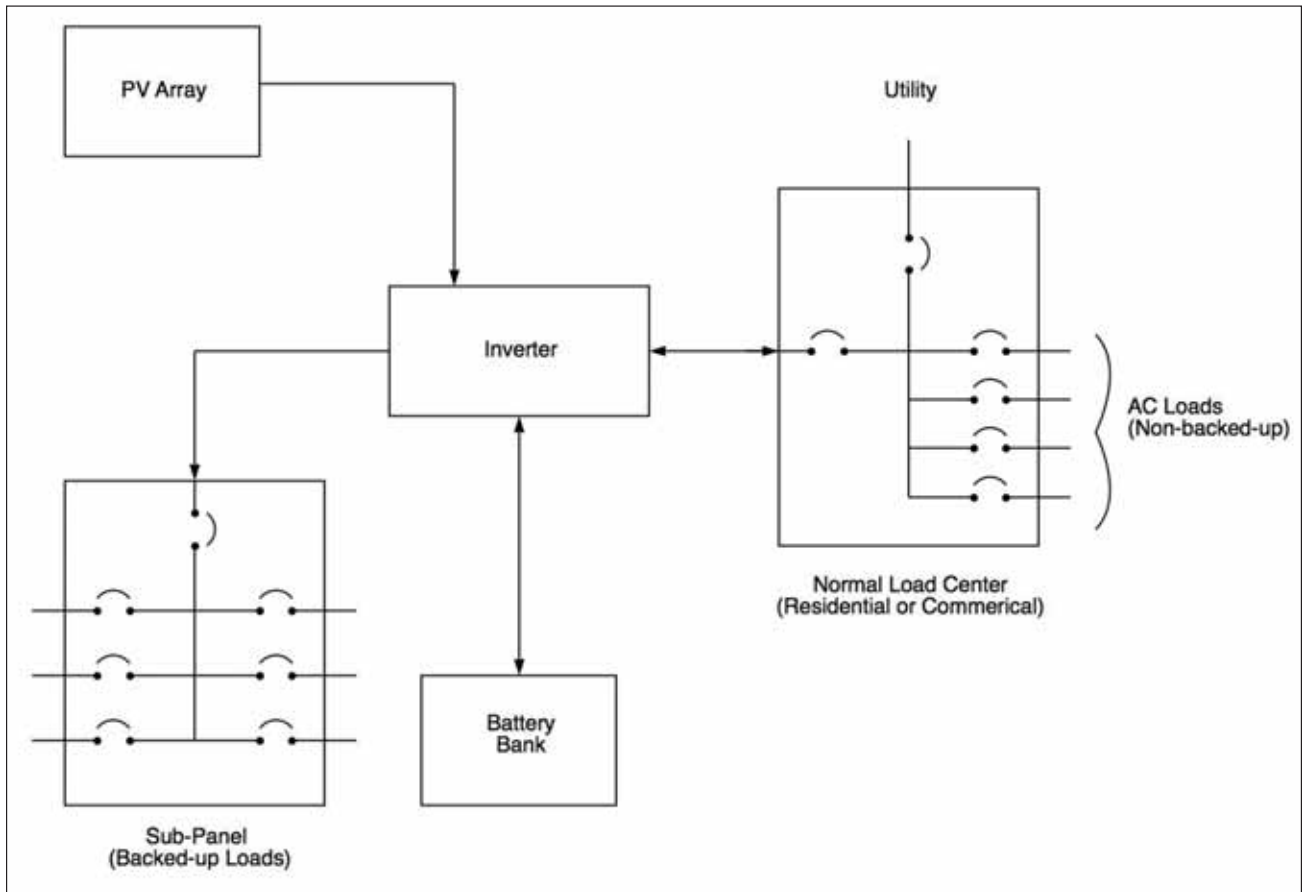 PV Array
Utility
Inverter
AC Loads
(Non-backed-up)
Normal Load Center
(Residential or Commerical)
Battery
Bank
Sub-Panel
(Backed-up Loads)